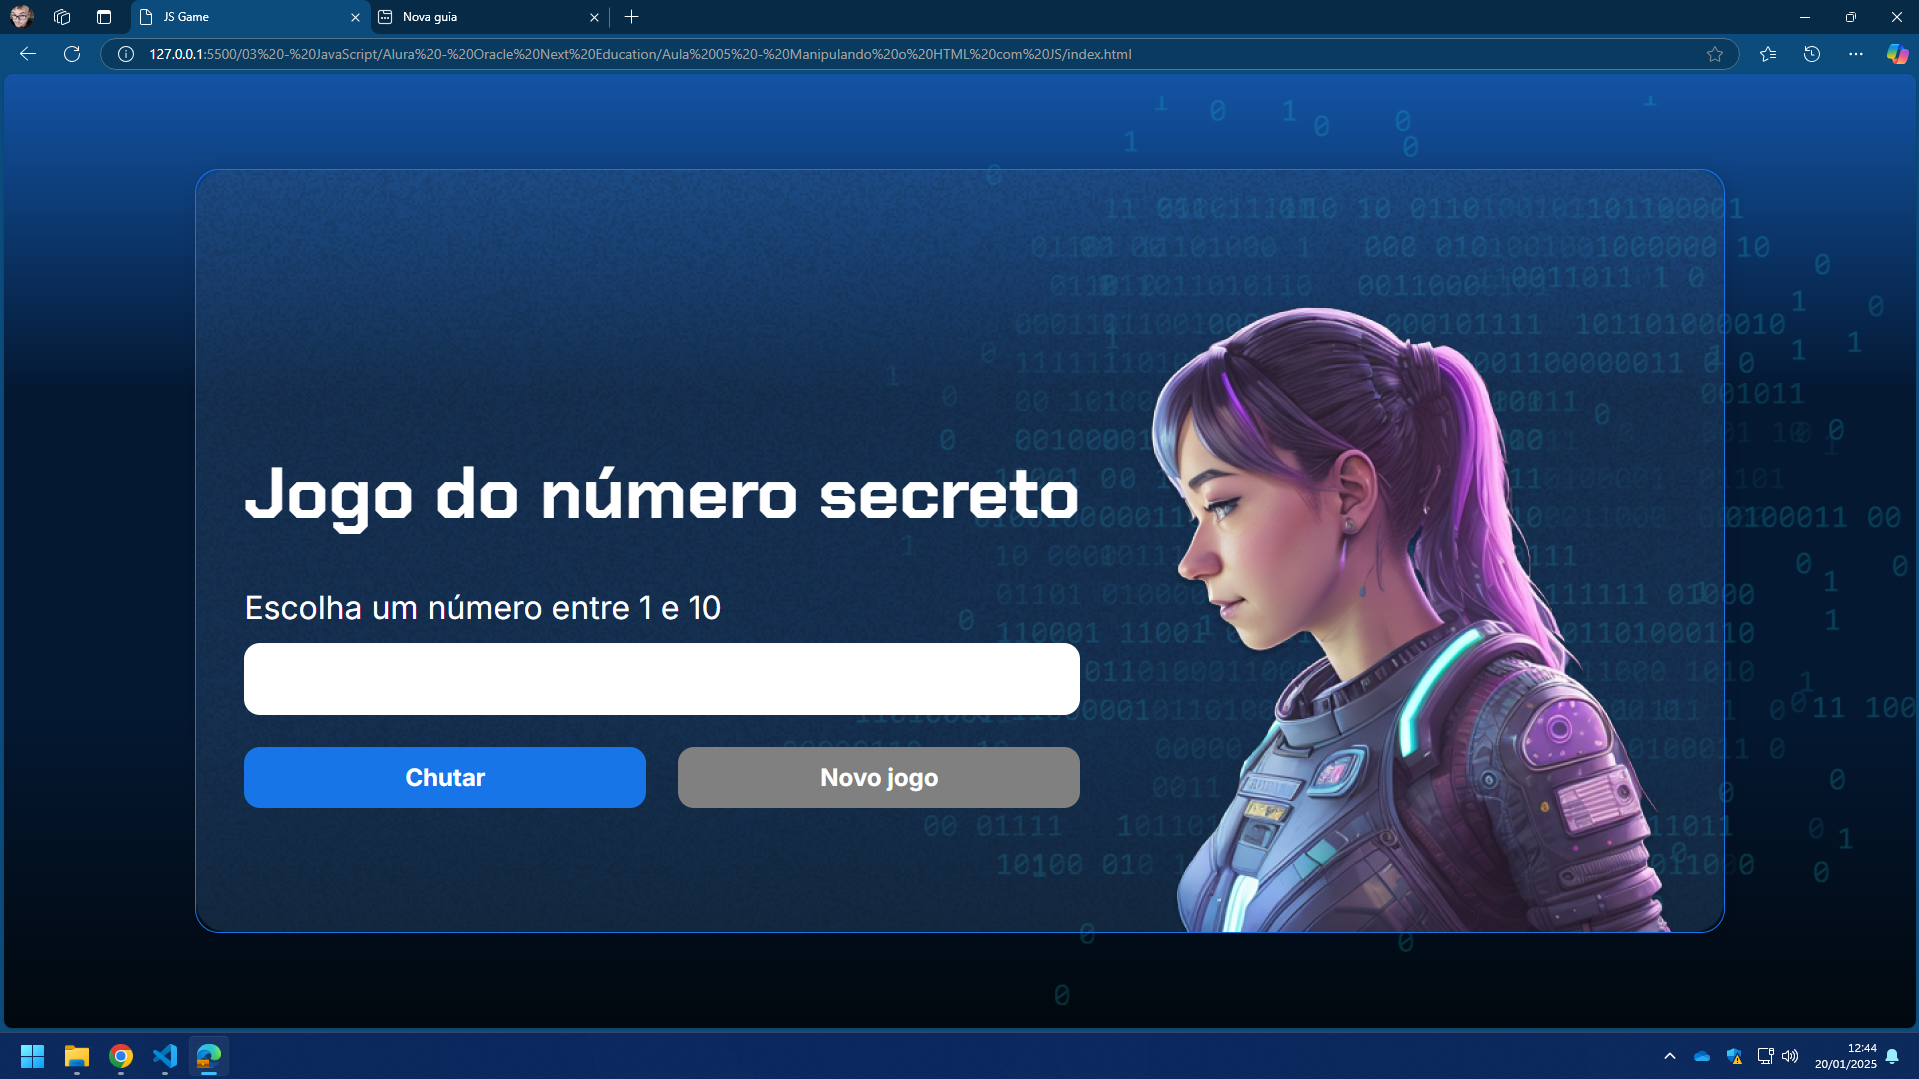 JS Game
Nova guia
127.0.0.1:5500/03%20-%20JavaScript/Alura%20-%20Oracle%20Next%20Education/Aula%2005%20-%20Manipulando%20o%20HTML%20com%20JS/index.html
Jogo do número secreto
Escolha um número entre 1 e 10
Chutar
Novo jogo
12:44
20/01/2025